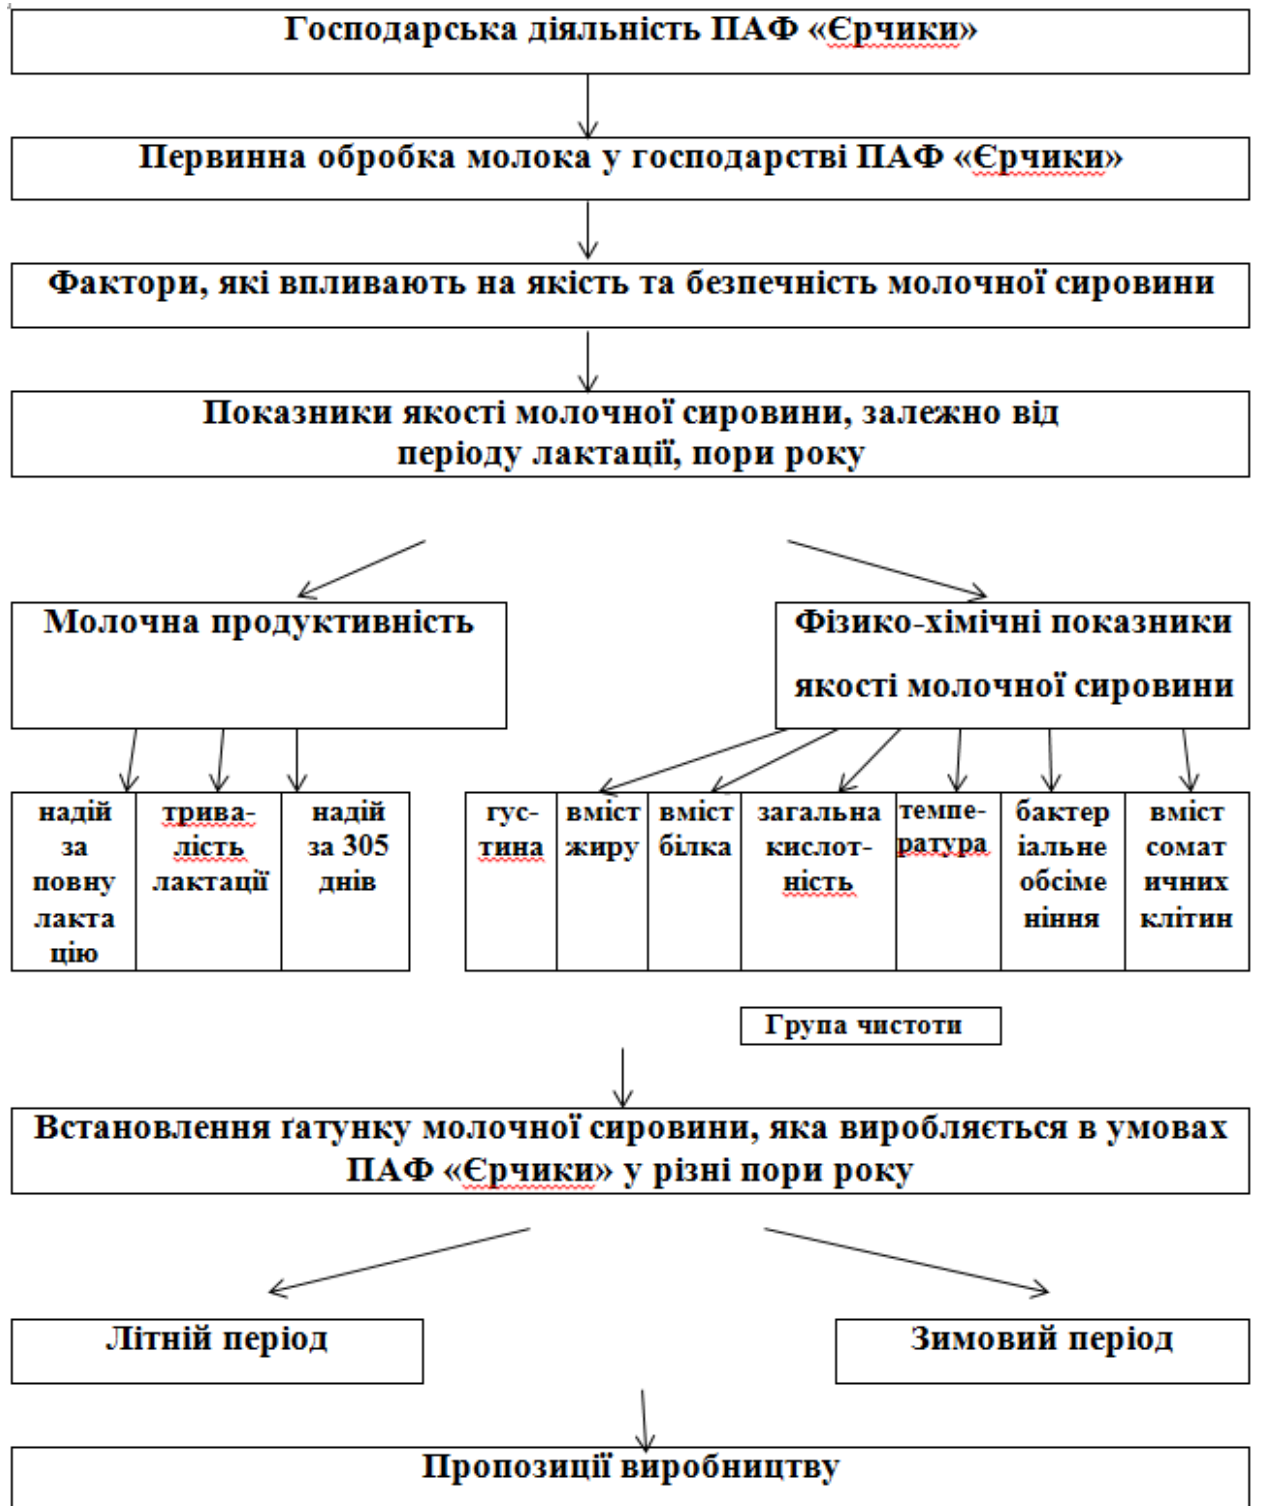 Господарська діяльність ПАФ «Єрчики»
Первинна обробка молока у господарстві ПАФ «Єрчики»
Фактори, які впливають на якість та безпечність молочної сировини
Показники якості молочної сировини, залежно від
періоду лактації, пори року
Молочна продуктивність
Фізико-хімічні показники
якості молочної сировини
надій
за
повну
лакта
цію
трива-
лість
лактації
надій
за 305
днів
гус-
тина
вміст
жиру
вміст
білка
загальна
кислот-
ність
темпе-
ратура
бактер
іальне
обсіме
ніння
вміст
сомат
ичних
клітин
Група чистоти
Встановлення ґатунку молочної сировини, яка виробляється в умовах
ПАФ «Єрчики» у різні пори року
Літній період
Зимовий період
Пропозиції виробництву